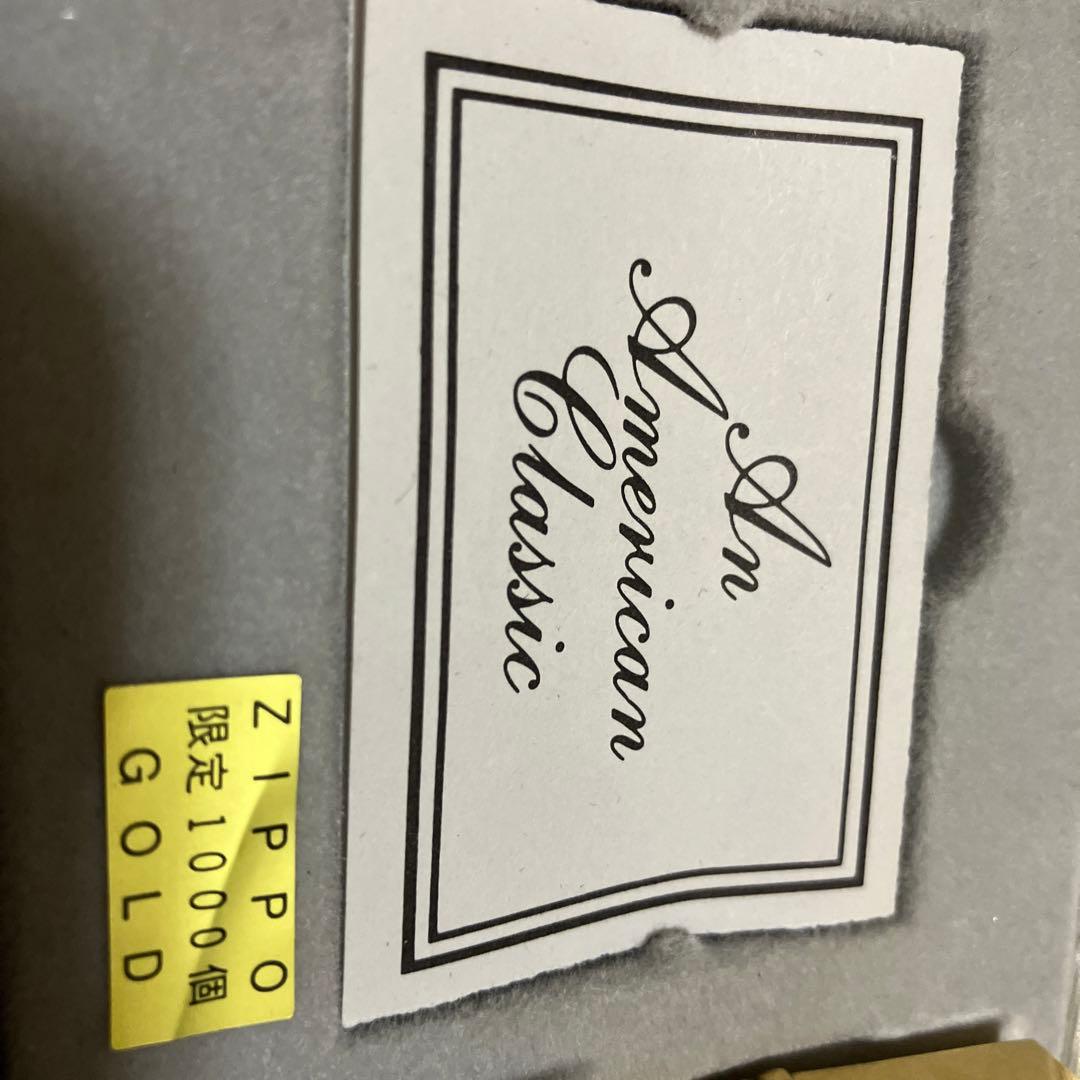 An
American
Classic
ZIPPO
限定1000個
GOLD